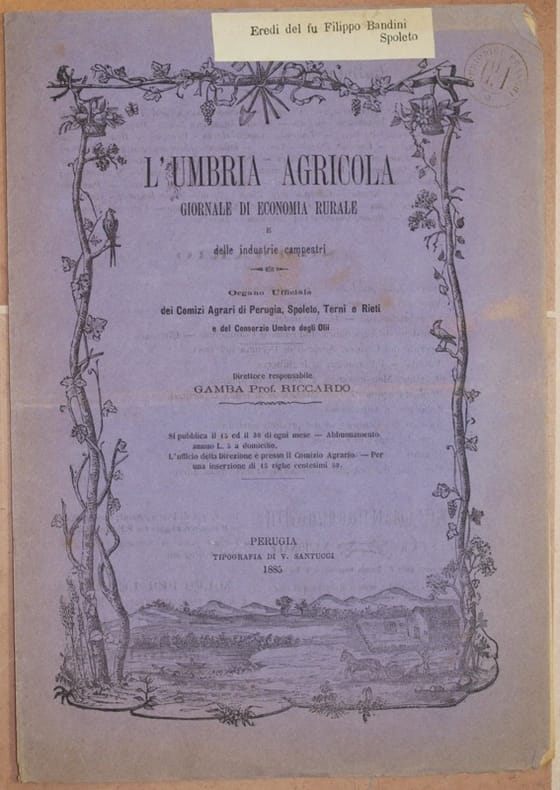 Eredi del fu Filippo Bandini
Spoleto
L'UMBRIA AGRICOLA
GIORNALE DI ECONOMIA RURALE
E
delle industrie campestri
Organo Ufficiale
dei Comizi Agrari di Perugia, Spoleto, Terni e Rieti
e del Consorzio Umbro degli Olii
Direttore responsabile
GAMBA Prof. RICCARDO
Si pubblica il 15 ed il 30 di ogni mese — Abbuonamento
annuo L. 5 a domicilio.
L'ufficio della Direzione è presso il Comizio Agrario. — Per
una inserzione di 15 righe centesimi 50.
PERUGIA
TIPOGRAFIA DI V. SANTUCCI
1885